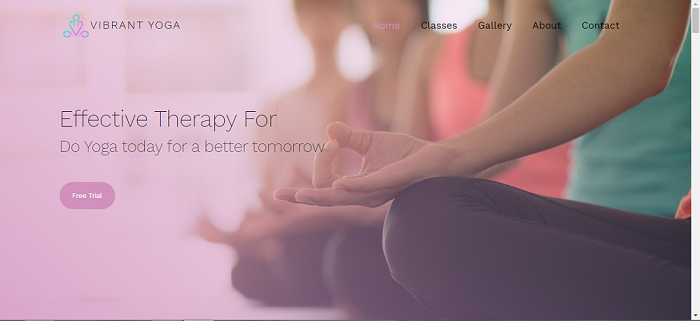 VIBRANT YOGA
Home Classes Gallery About Contact
Effective Therapy For
Do Yoga today for a better tomorrow
Free Trial